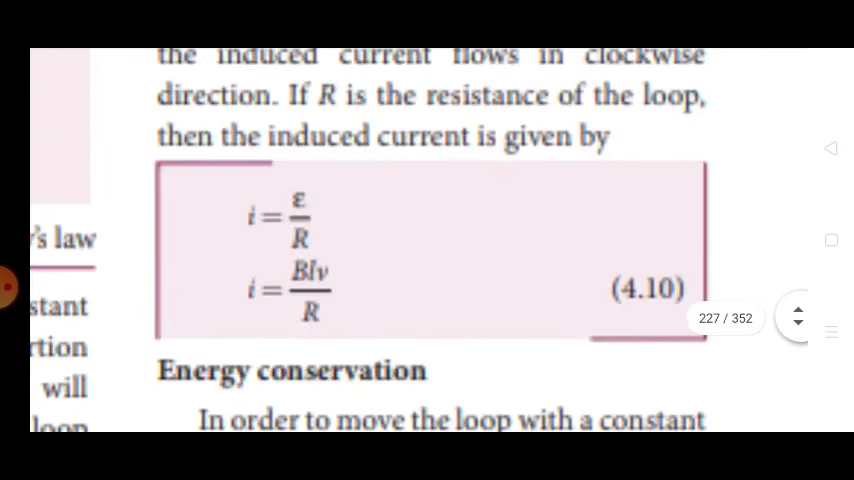 the induced current flows in clockwise
direction. If R is the resistance of the loop,
then the induced current is given by
i = ε/R
i = Blv/R (4.10)
Energy conservation
In order to move the loop with a constant
's law
stant
rtion
will
loop
227 / 352